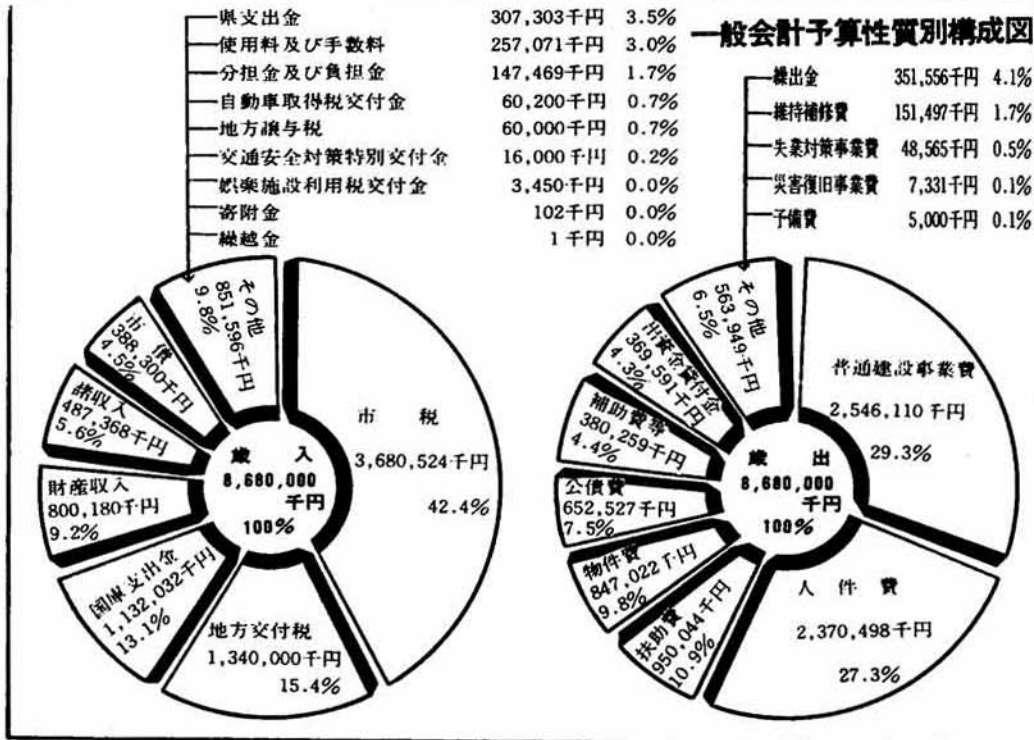 一般会計予算性質別構成図
県支出金 307,303千円 3.5%
使用料及び手数料 257,071千円 3.0%
分担金及び負担金 147,469千円 1.7%
自動車取得税交付金 60,200千円 0.7%
地方譲与税 60,000千円 0.7%
交通安全対策特別交付金 16,000千円 0.2%
娯楽施設利用税交付金 3,450千円 0.0%
寄附金 102千円 0.0%
繰越金 1千円 0.0%
その他
851,596千円
9.8%
市債
388,300千円
4.5%
諸収入
487,368千円
5.6%
財産収入
800,180千円
9.2%
国庫支出金
1,132,032千円
13.1%
地方交付税
1,340,000千円
15.4%
市税
3,680,524千円
42.4%
歳入
8,680,000
千円
100%
繰出金 351,556千円 4.1%
維持補修費 151,497千円 1.7%
失業対策事業費 48,565千円 0.5%
災害復旧事業費 7,331千円 0.1%
予備費 5,000千円 0.1%
その他
563,949千円
6.5%
出資金貸付金
369,591千円
4.3%
補助費等
380,259千円
4.4%
公債費
652,527千円
7.5%
物件費
847,022千円
9.8%
扶助費
950,044千円
10.9%
人件費
2,370,498千円
27.3%
普通建設事業費
2,546,110千円
29.3%
歳出
8,680,000
千円
100%